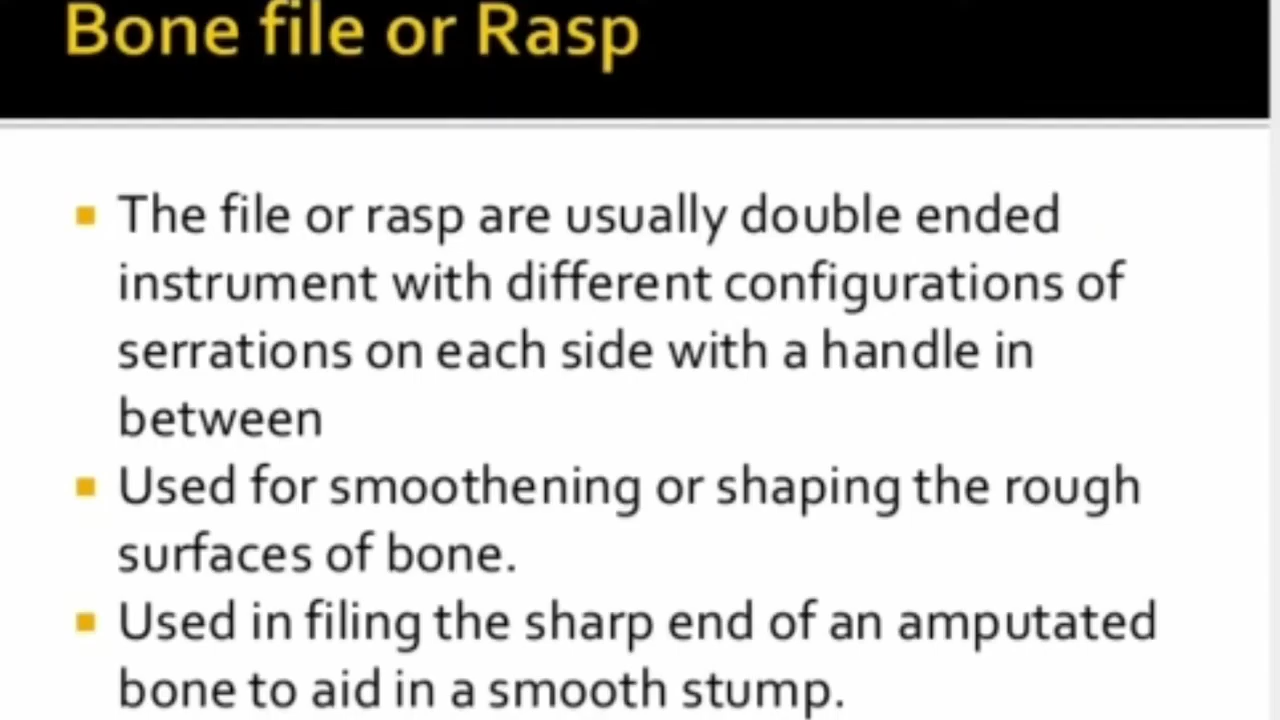 Bone file or Rasp
The file or rasp are usually double ended
instrument with different configurations of
serrations on each side with a handle in
between
Used for smoothening or shaping the rough
surfaces of bone.
Used in filing the sharp end of an amputated
bone to aid in a smooth stump.